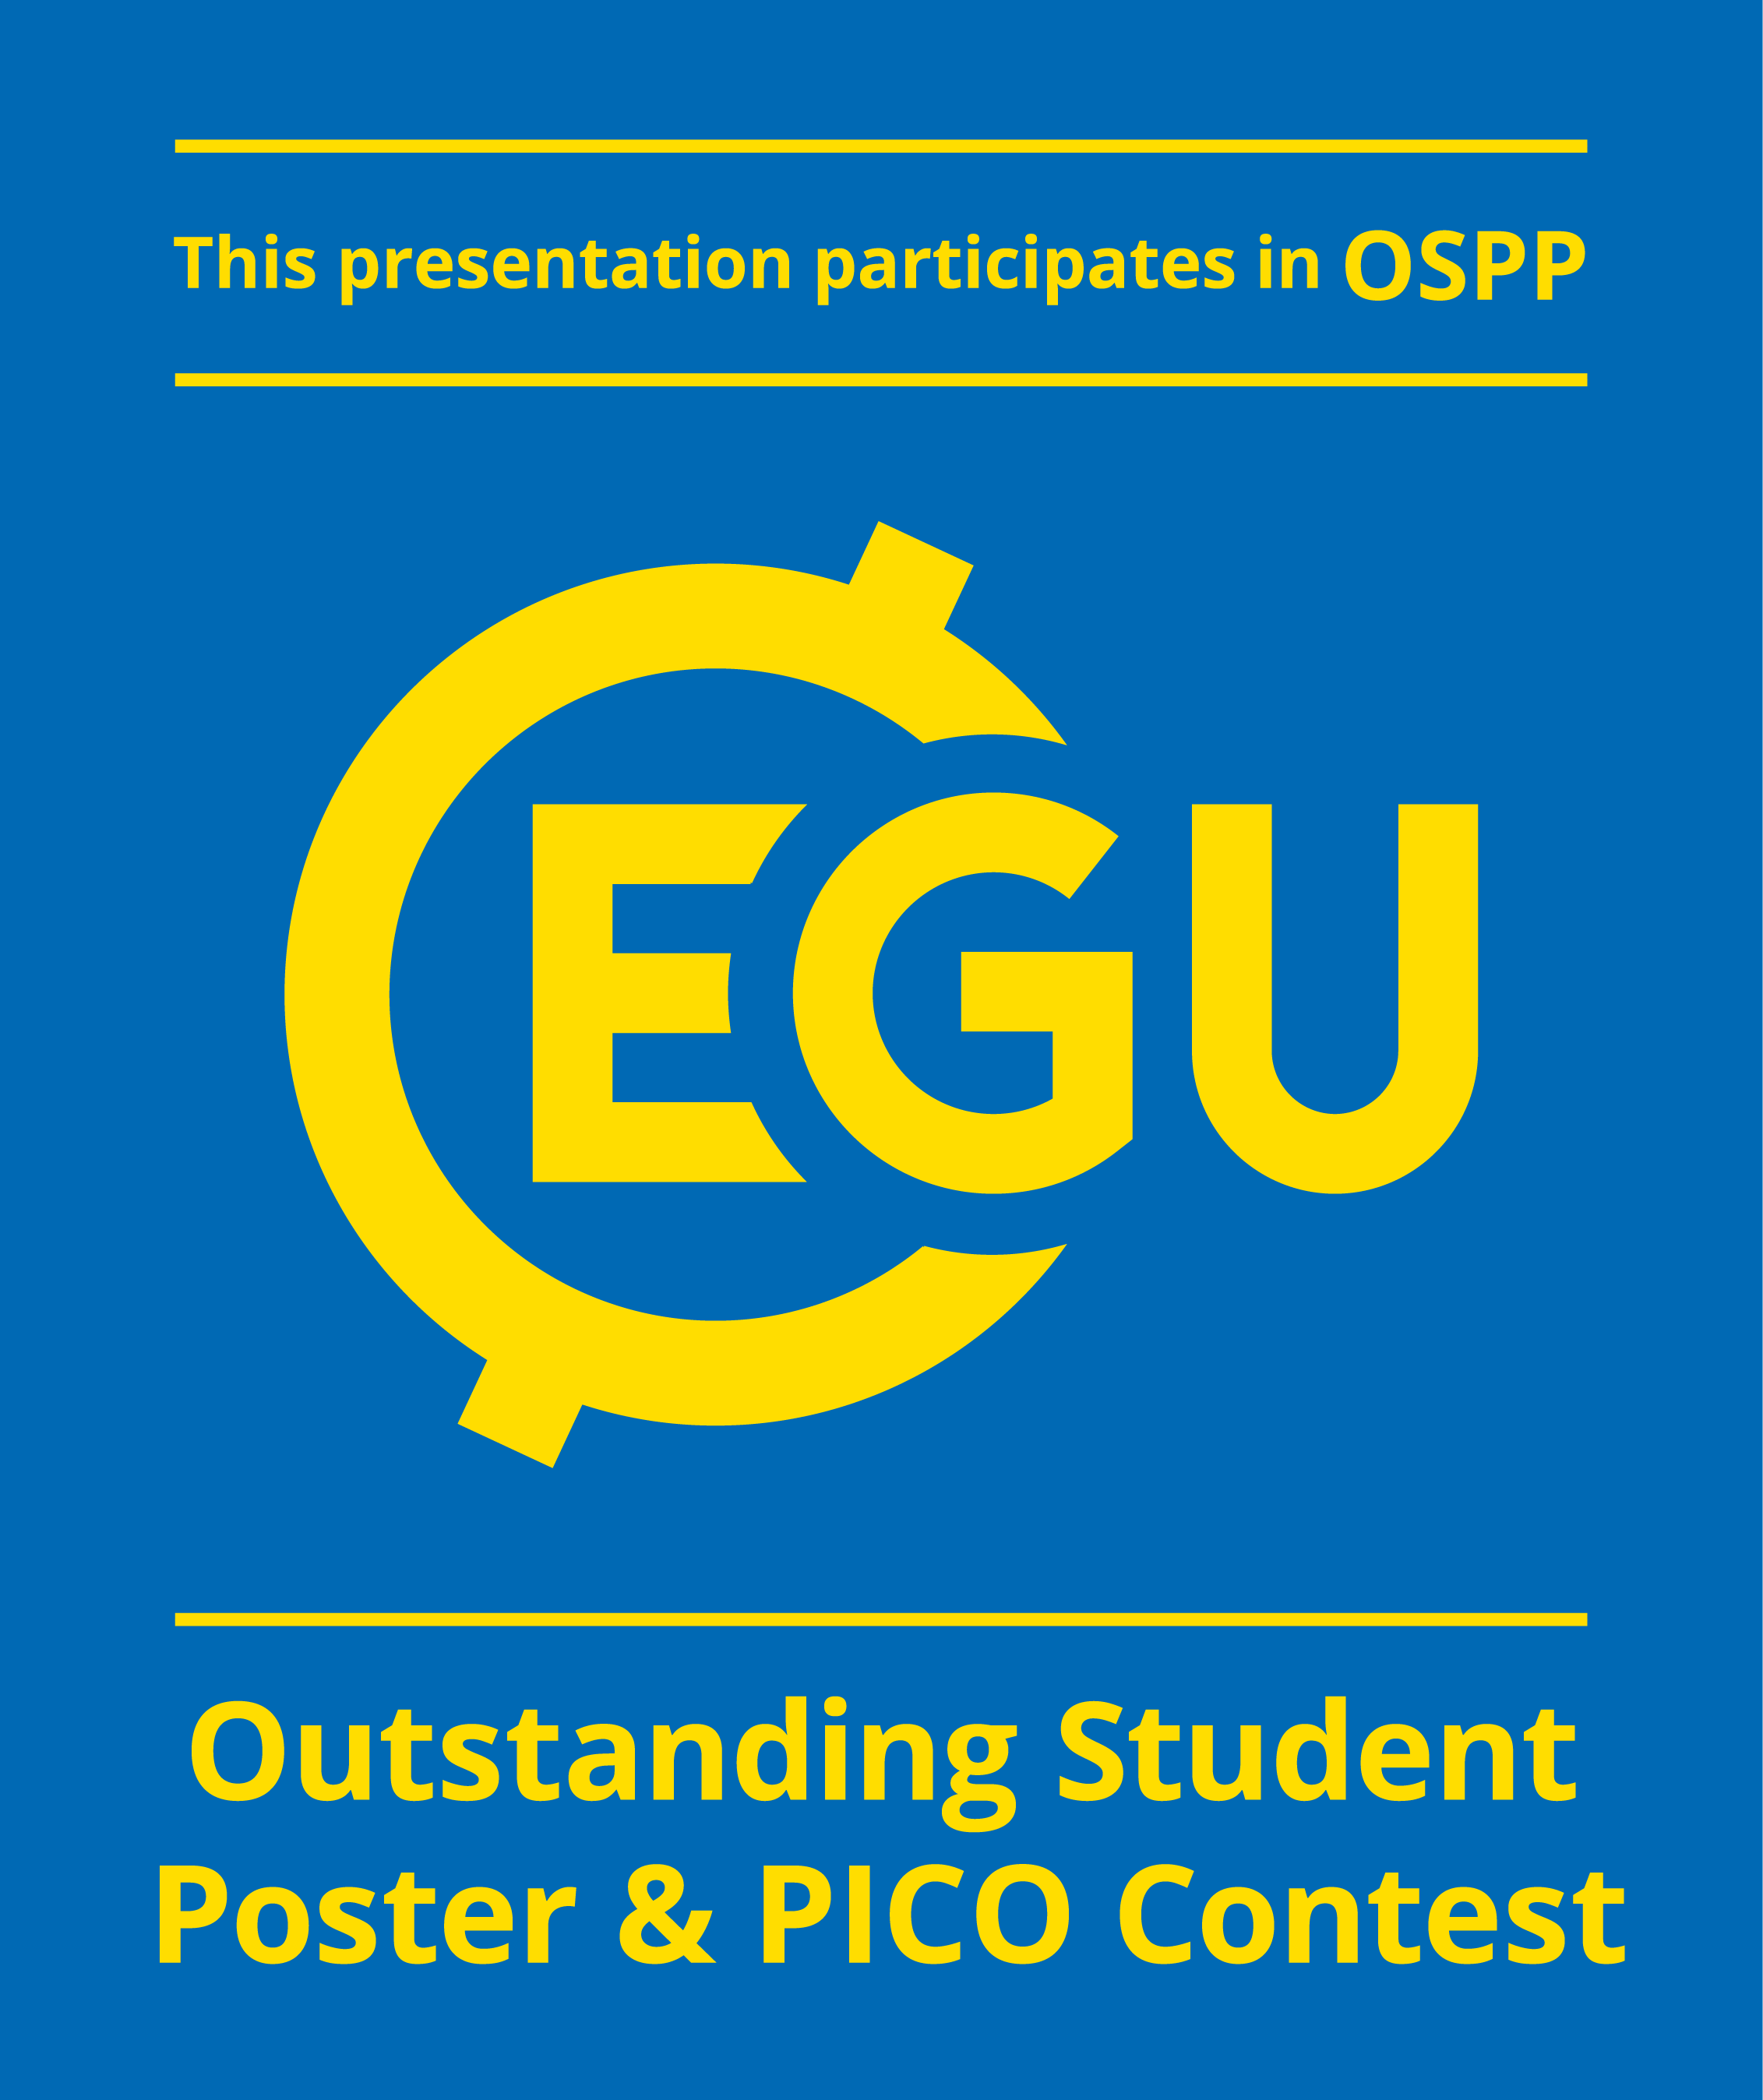 This presentation participates in OSPP
EGU
Outstanding Student
Poster & PICO Contest